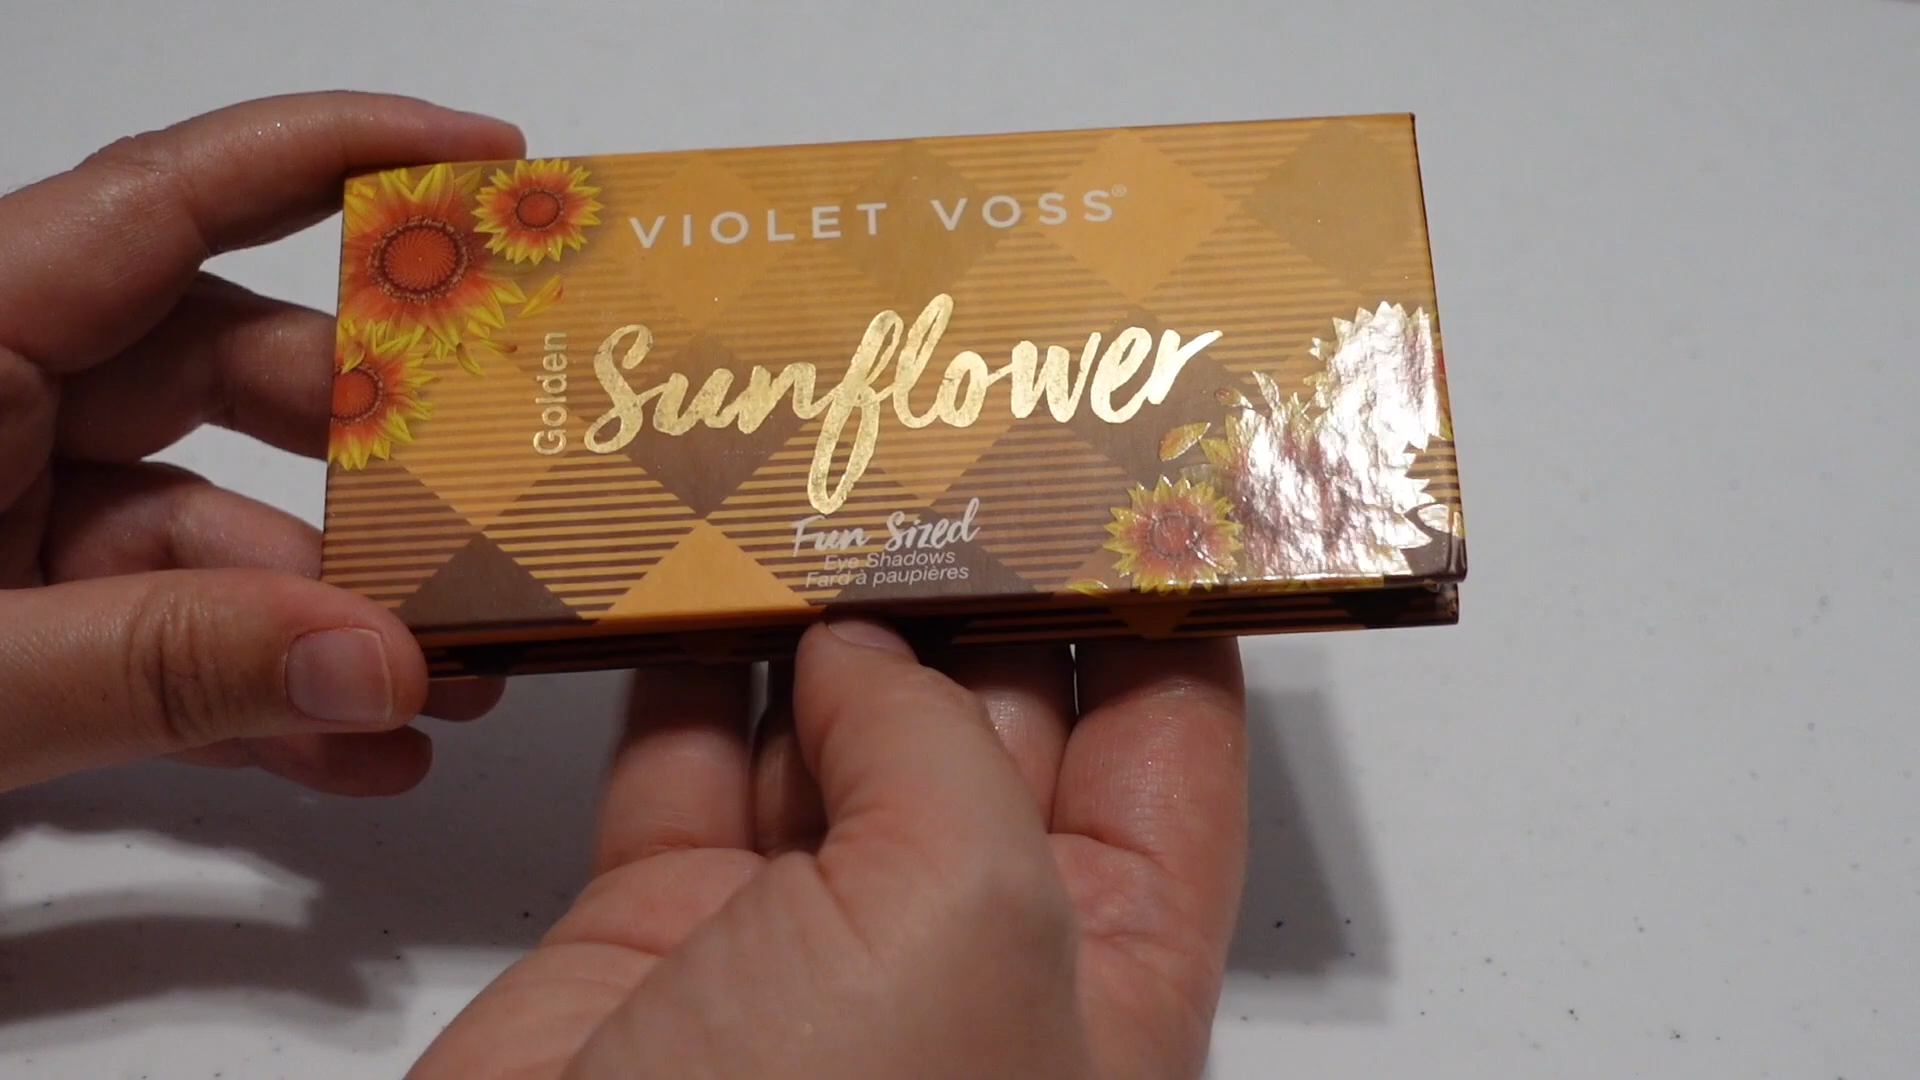 VIOLET VOSS®
Golden
Sunflower
Fun Sized
Eye Shadows
Fard à paupières